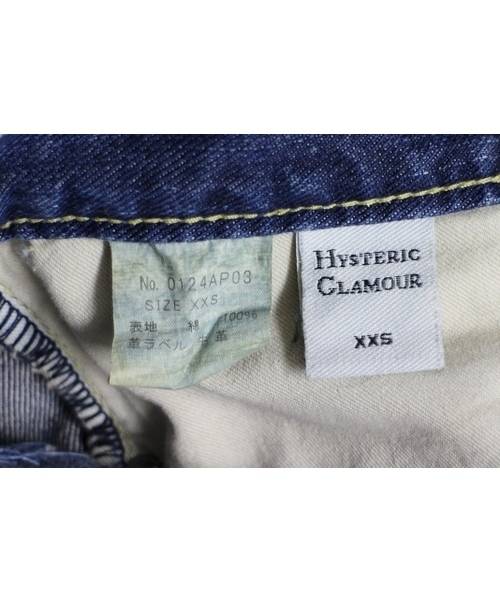 No. 0124AP03
SIZE XXS
表地 綿 100%
革ラベル 牛革
HYSTERIC
GLAMOUR
XXS